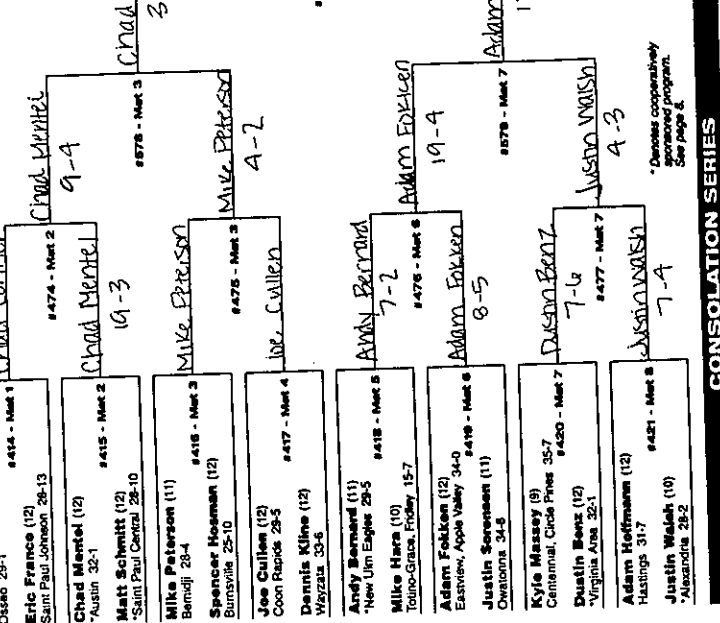 Osseo 29-1
#414 - Mat 1
Eric France (12)
Saint Paul Johnson 26-13
Chad Mentel (12)
*Austin 32-1
#415 - Mat 2
Matt Schmitt (12)
*Saint Paul Central 28-10
Mike Peterson (11)
Bemidji 28-4
#416 - Mat 3
Spencer Hosman (12)
Burnsville 25-10
Joe Cullen (12)
Coon Rapids 29-5
#417 - Mat 4
Dennis Kline (12)
Wayzata 33-6
Andy Bernard (11)
*New Ulm Eagles 29-5
#418 - Mat 5
Mike Hara (10)
Totino-Grace, Fridley 15-7
Adam Fokken (12)
Eastview, Apple Valley 34-0
#419 - Mat 6
Justin Sorensen (11)
Owatonna 34-8
Kyle Massey (9)
Centennial, Circle Pines 35-7
#420 - Mat 7
Dustin Benz (12)
*Virginia Area 32-1
Adam Hoffmann (12)
Hastings 31-7
#421 - Mat 8
Justin Walsh (10)
*Alexandria 28-2
#474 - Mat 2
Chad Mentel
19-3
Mike Peterson
#475 - Mat 3
Joe Cullen
Andy Bernard
7-2
#476 - Mat 6
Adam Fokken
8-5
Dustin Benz
7-6
#477 - Mat 7
Justin Walsh
7-4
Chad Mentel
9-4
#578 - Mat 3
Mike Peterson
4-2
Adam Fokken
19-4
#579 - Mat 7
Justin Walsh
4-3
Chad
3
Adam
* Denotes cooperatively
sponsored program.
See page 8.
CONSOLATION SERIES